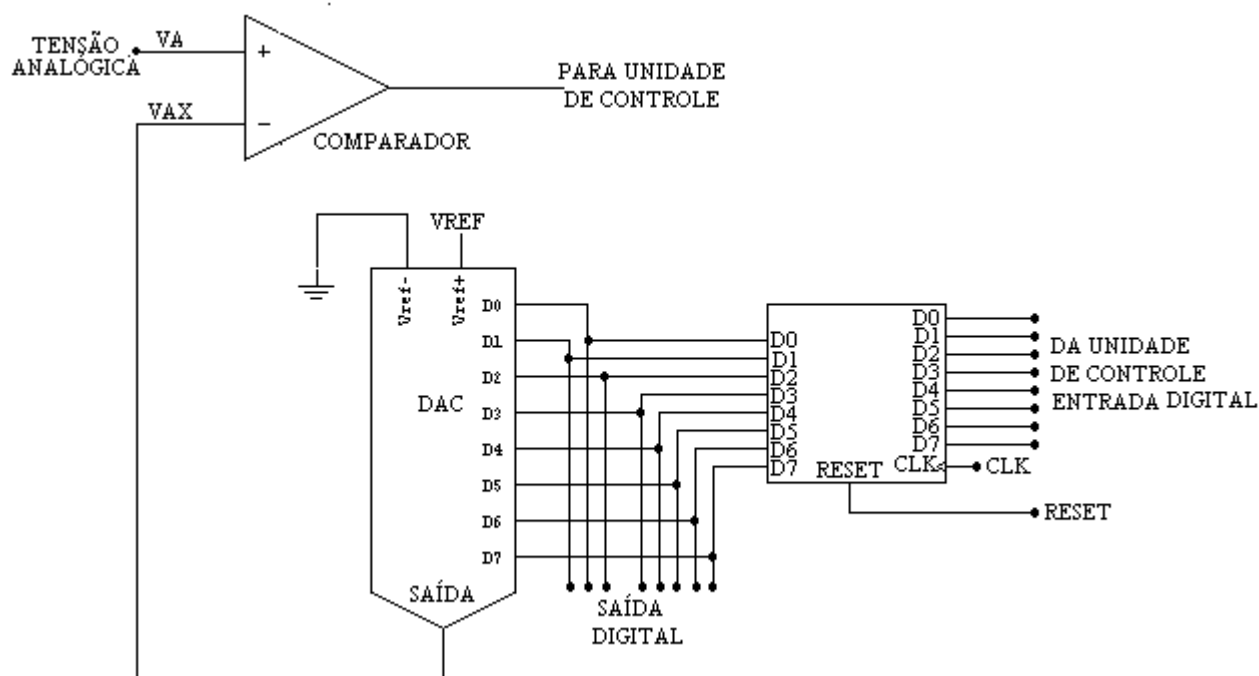 TENSÃO
ANALÓGICA
VA
+
VAX
−
COMPARADOR
PARA UNIDADE
DE CONTROLE
VREF
Vref-
Vref+
D0
D1
D2
D3
D4
D5
D6
D7
DAC
SAÍDA
SAÍDA
DIGITAL
D0
D1
D2
D3
D4
D5
D6
D7
RESET
D0
D1
D2
D3
D4
D5
D6
D7
CLK
DA UNIDADE
DE CONTROLE
ENTRADA DIGITAL
CLK
RESET